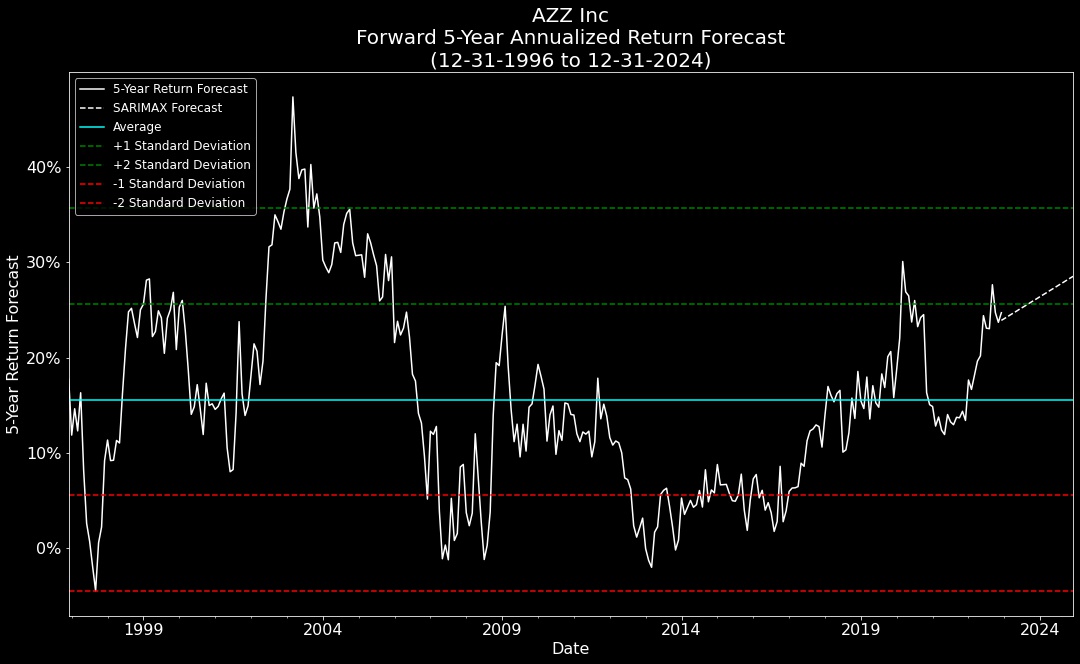 AZZ Inc
Forward 5-Year Annualized Return Forecast
(12-31-1996 to 12-31-2024)
5-Year Return Forecast
SARIMAX Forecast
Average
+1 Standard Deviation
+2 Standard Deviation
-1 Standard Deviation
-2 Standard Deviation
5-Year Return Forecast
40%
30%
20%
10%
0%
1999
2004
2009
2014
2019
2024
Date